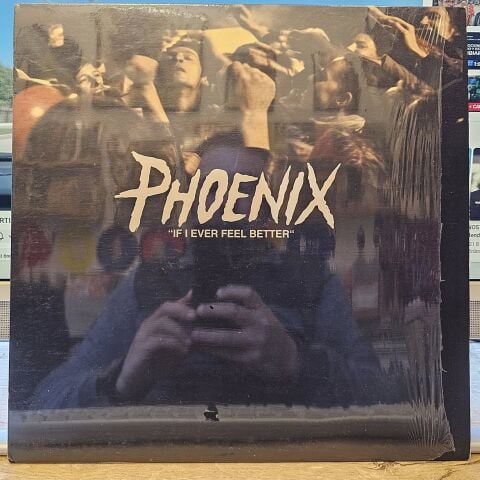 PHOENIX
"IF I EVER FEEL BETTER"